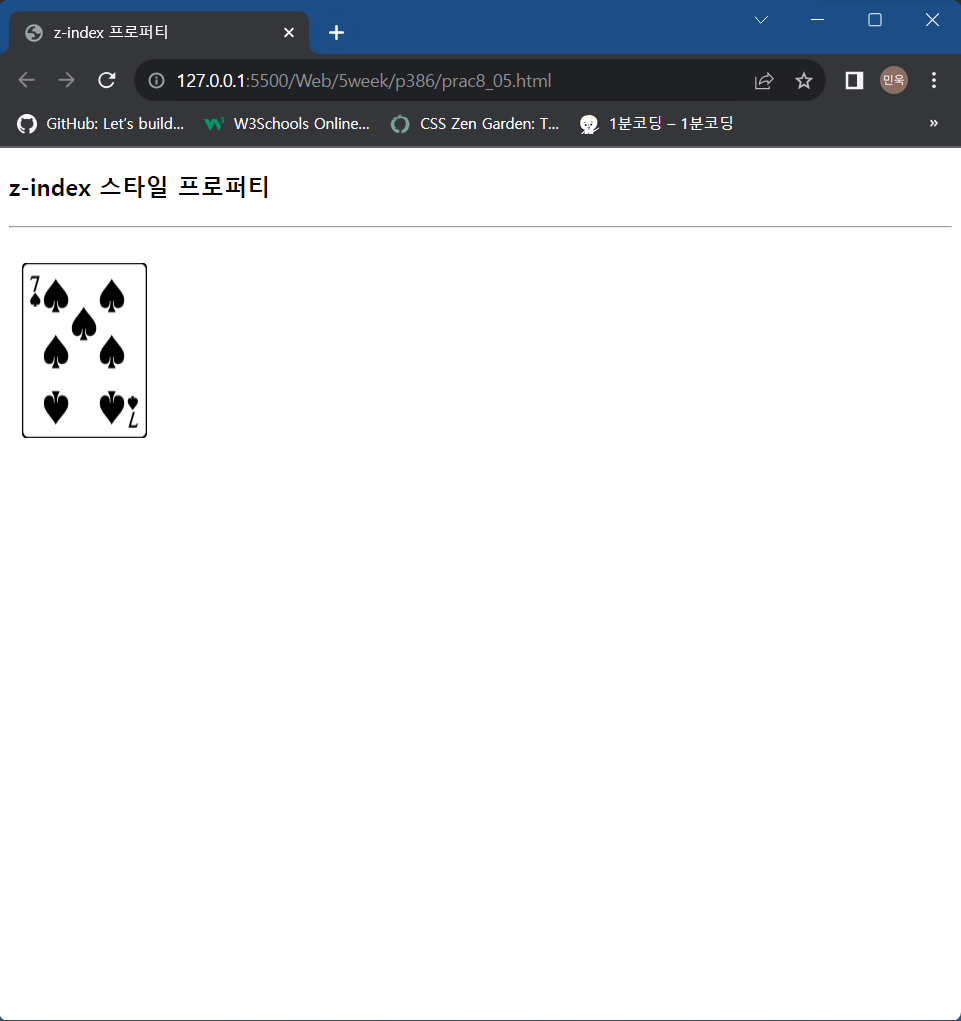 z-index 프로퍼티
127.0.0.1:5500/Web/5week/p386/prac8_05.html
민욱
GitHub: Let's build...
W3Schools Online...
CSS Zen Garden: T...
1분코딩 – 1분코딩
»
z-index 스타일 프로퍼티
7
7